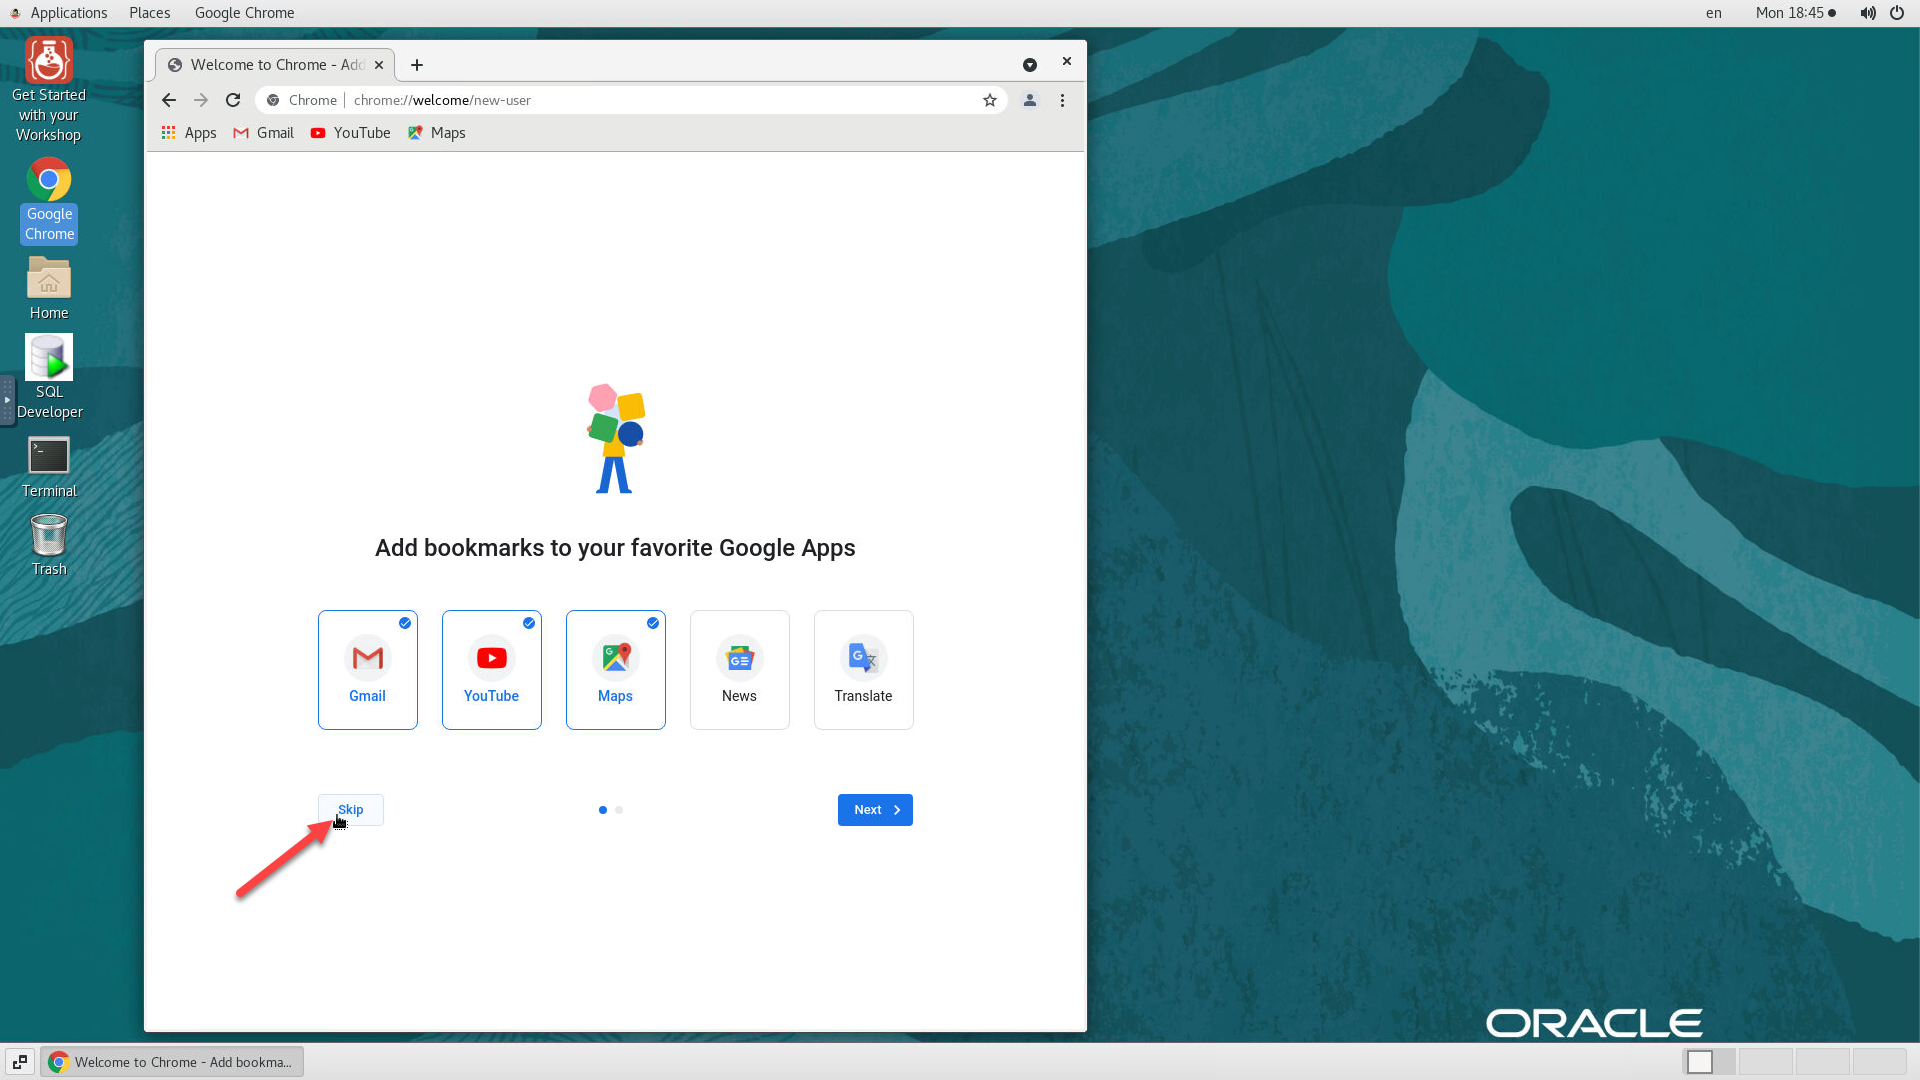 Applications Places Google Chrome en Mon 18:45
Get Started
with your
Workshop
Google
Chrome
Home
SQL
Developer
Terminal
Trash
Welcome to Chrome - Add
Chrome chrome://welcome/new-user
Apps Gmail YouTube Maps
Add bookmarks to your favorite Google Apps
Gmail YouTube Maps News Translate
Skip Next
ORACLE
Welcome to Chrome - Add bookma...